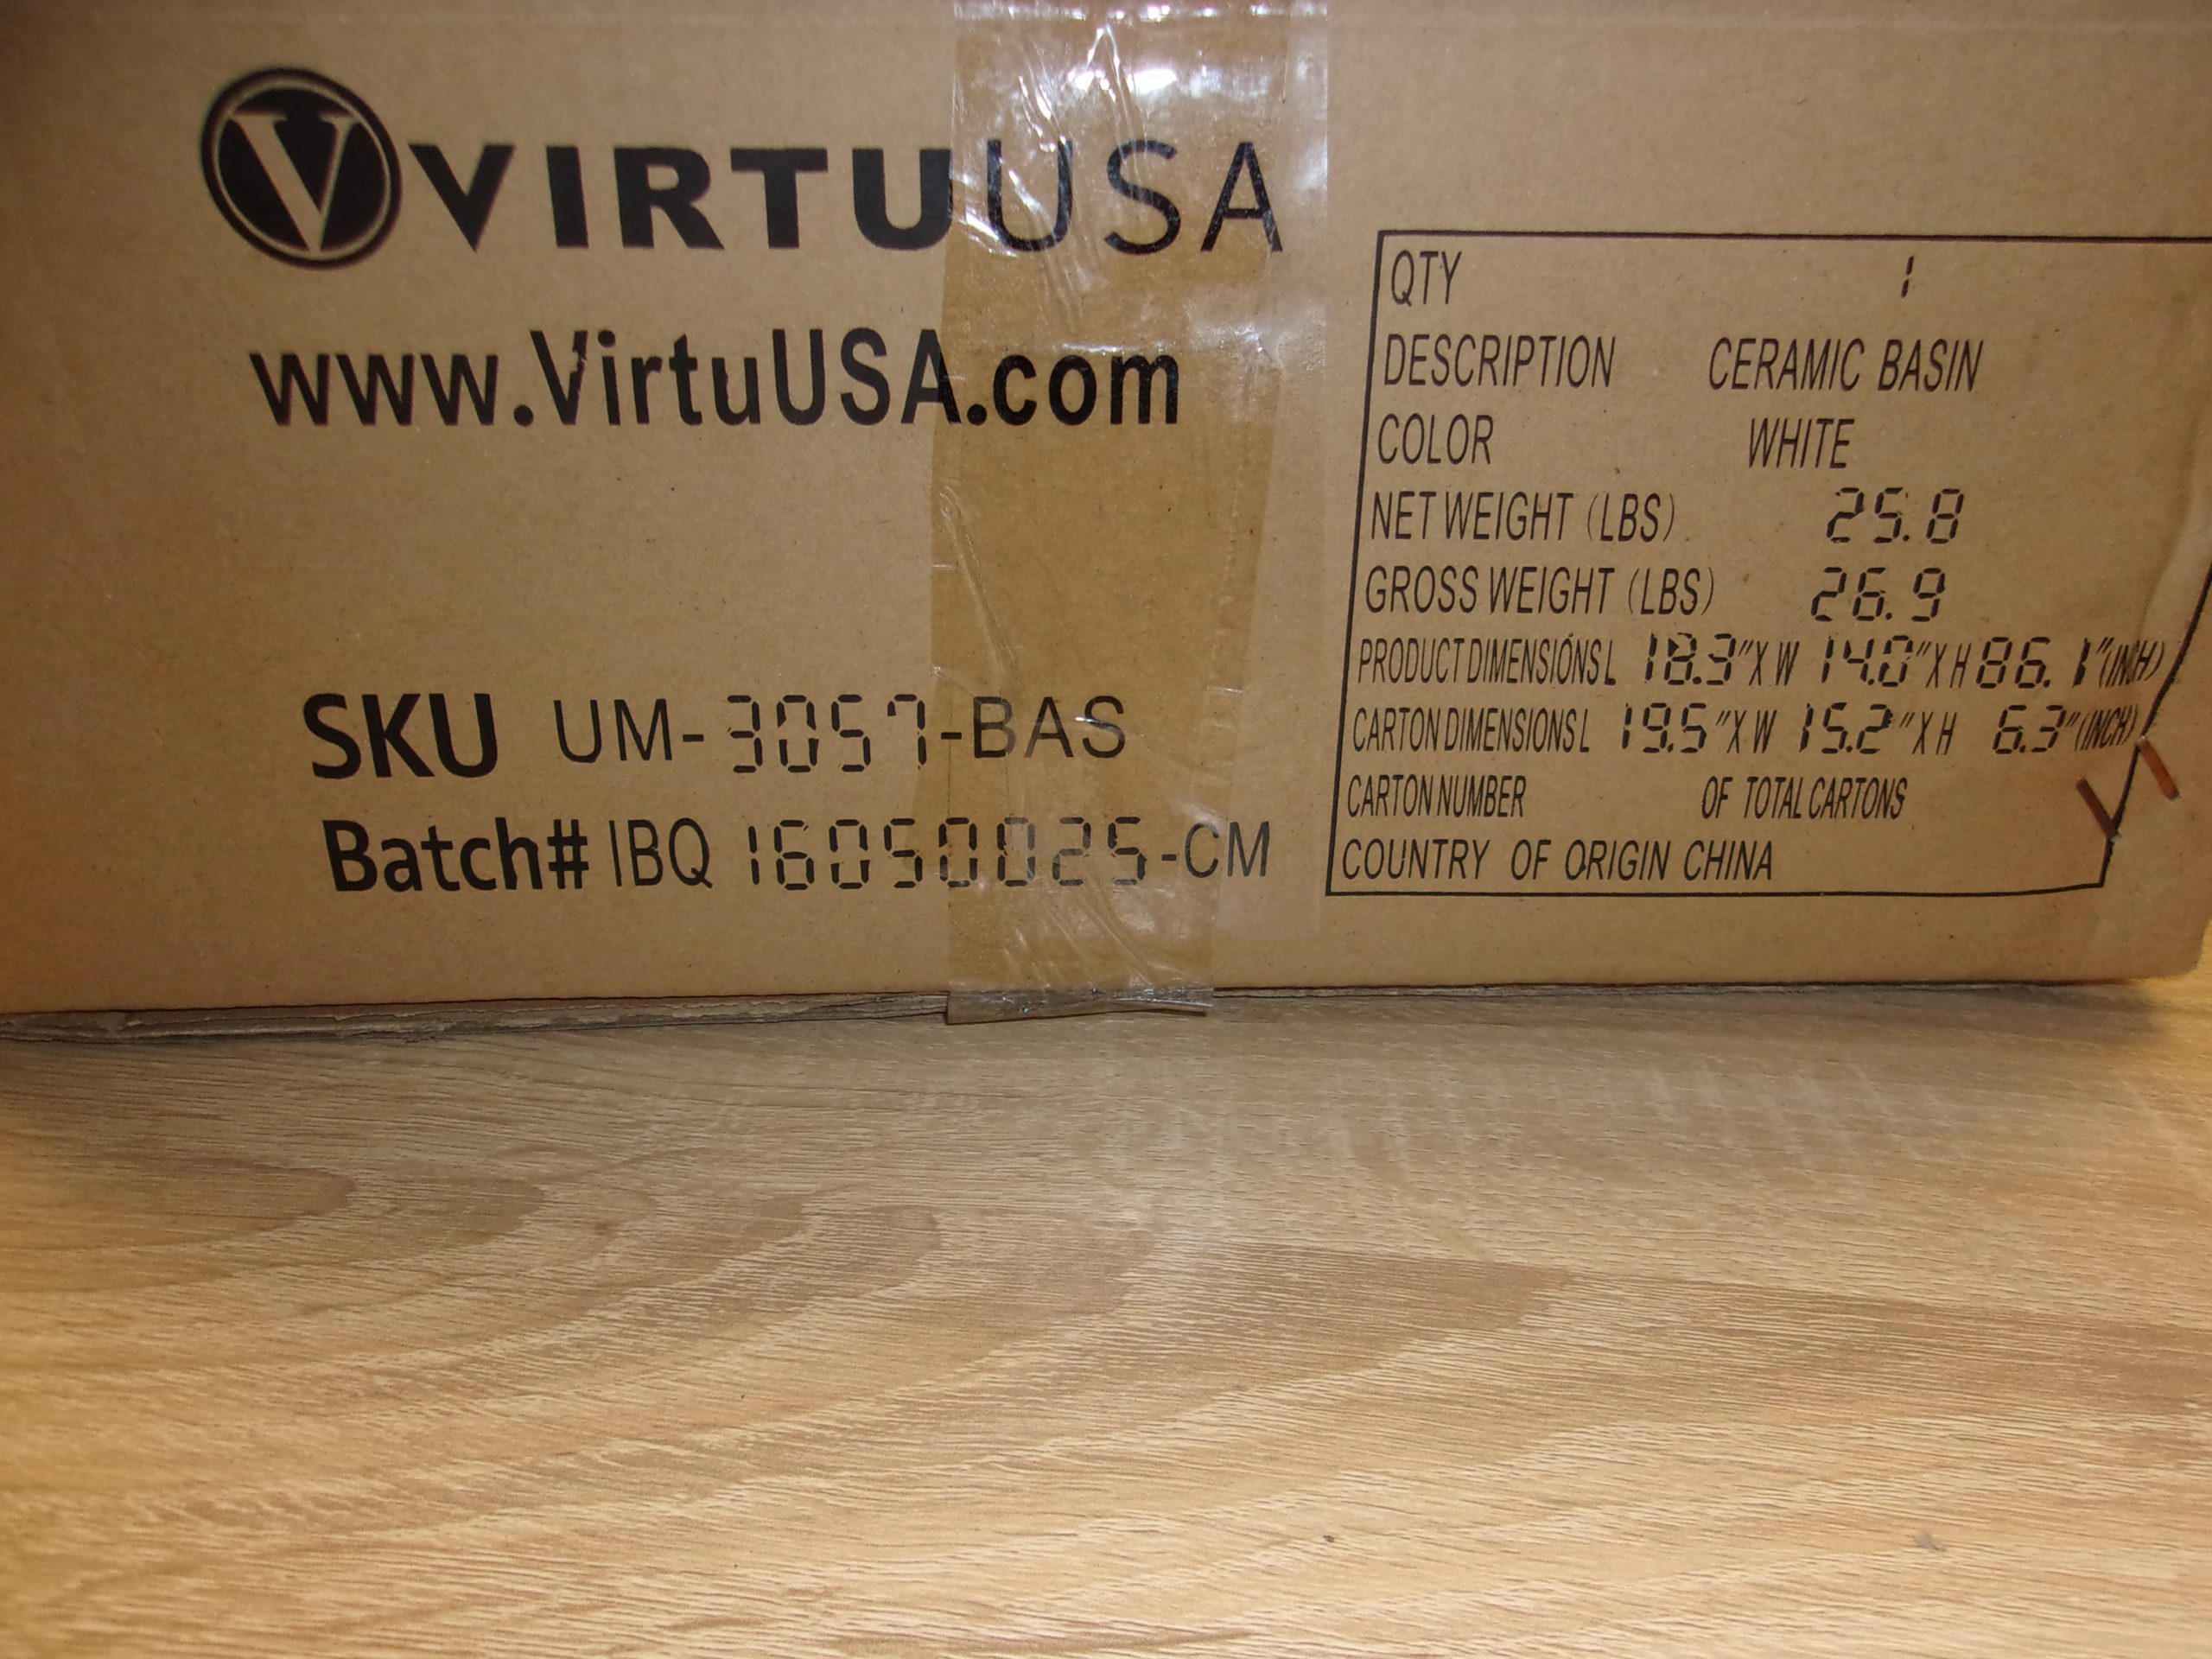 V VIRTUUSA
www.VirtuUSA.com
SKU UM-3057-BAS
Batch# IBQ 16050025-CM
QTY 1
DESCRIPTION CERAMIC BASIN
COLOR WHITE
NET WEIGHT (LBS) 25.8
GROSS WEIGHT (LBS) 26.9
PRODUCT DIMENSIONS L 18.3"X W 14.0"X H 86.1"(INCH)
CARTON DIMENSIONS L 19.5"X W 15.2"X H 6.3"(INCH)
CARTON NUMBER OF TOTAL CARTONS
COUNTRY OF ORIGIN CHINA